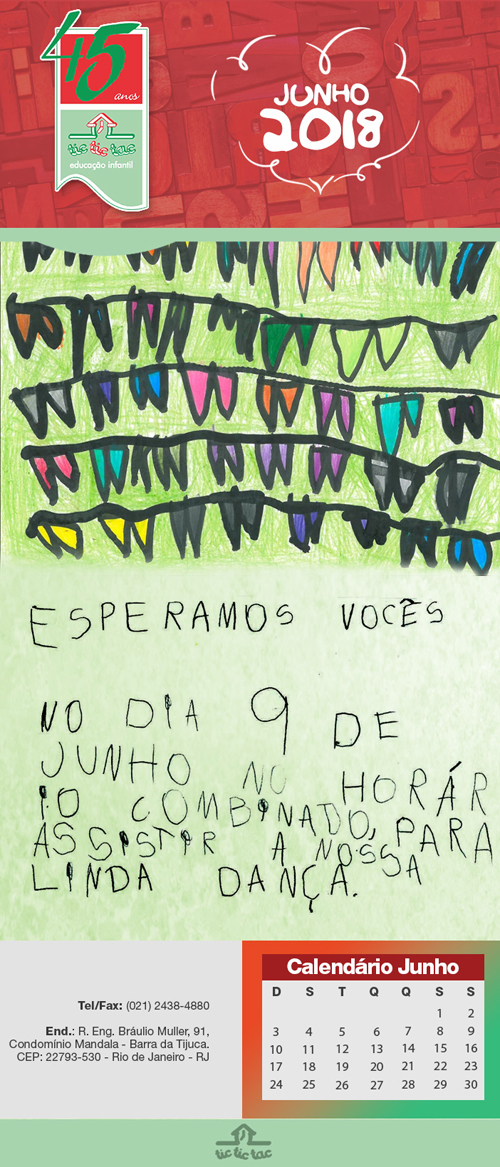 45
anos
tic tic tac
educação infantil
JUNHO
2018
ESPERAMOS VOCÊS
NO DIA 9 DE
JUNHO NO HORÁR
IO COMBINADO, PARA
ASSISTIR A NOSSA
LINDA DANÇA.
Tel/Fax: (021) 2438-4880
End.: R. Eng. Bráulio Muller, 91,
Condomínio Mandala - Barra da Tijuca.
CEP: 22793-530 - Rio de Janeiro - RJ
Calendário Junho
D S T Q Q S S
1 2
3 4 5 6 7 8 9
10 11 12 13 14 15 16
17 18 19 20 21 22 23
24 25 26 27 28 29 30
tic tic tac